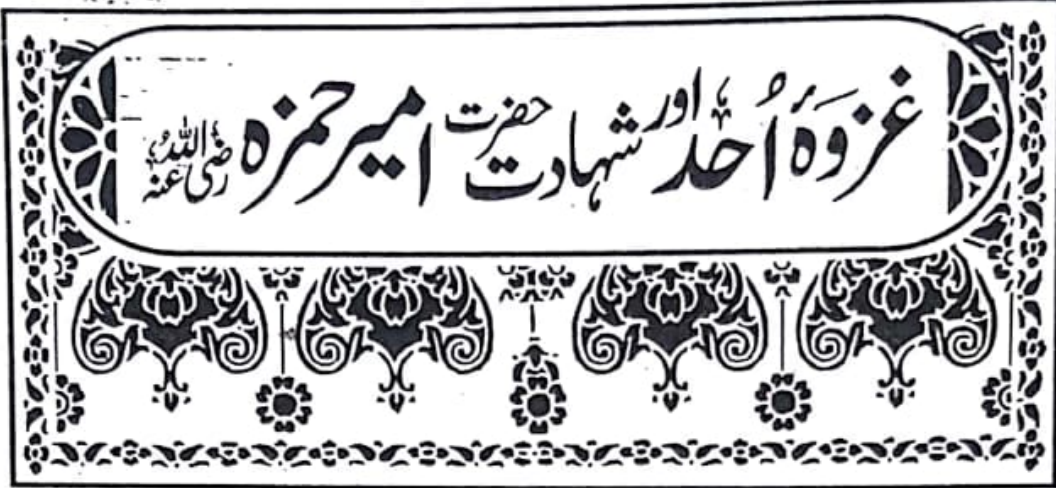 غزوۂ اُحد اور شہادت حضرت امیر حمزہ رضی اللہ عنہ